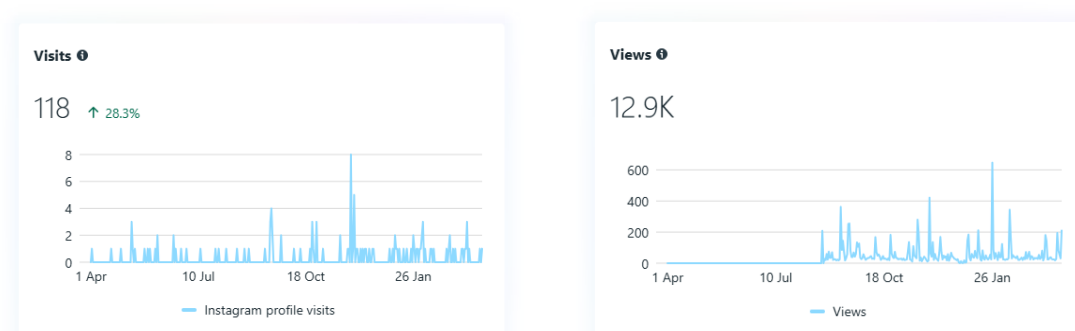 Visits
118 ↑ 28.3%
8
6
4
2
0
1 Apr 10 Jul 18 Oct 26 Jan
Instagram profile visits
Views
12.9K
600
400
200
0
1 Apr 10 Jul 18 Oct 26 Jan
Views